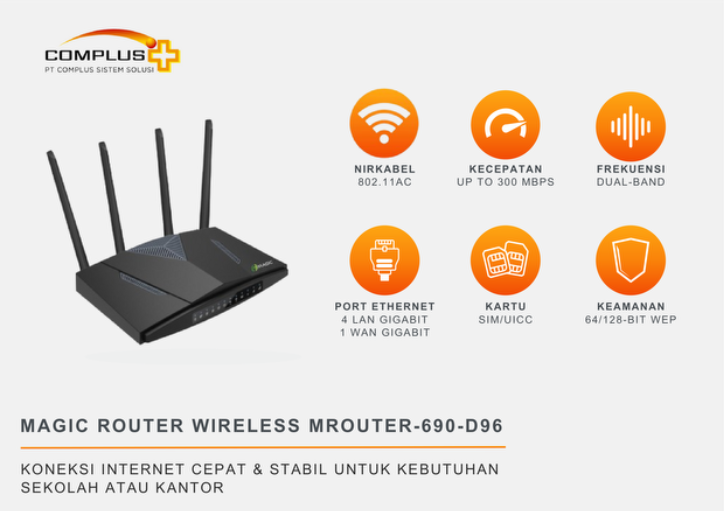 COMPLUS
PT COMPLUS SISTEM SOLUSI
NIRKABEL
802.11AC
KECEPATAN
UP TO 300 MBPS
FREKUENSI
DUAL-BAND
PORT ETHERNET
4 LAN GIGABIT
1 WAN GIGABIT
KARTU
SIM/UICC
KEAMANAN
64/128-BIT WEP
MAGIC ROUTER WIRELESS MROUTER-690-D96
KONEKSI INTERNET CEPAT & STABIL UNTUK KEBUTUHAN
SEKOLAH ATAU KANTOR